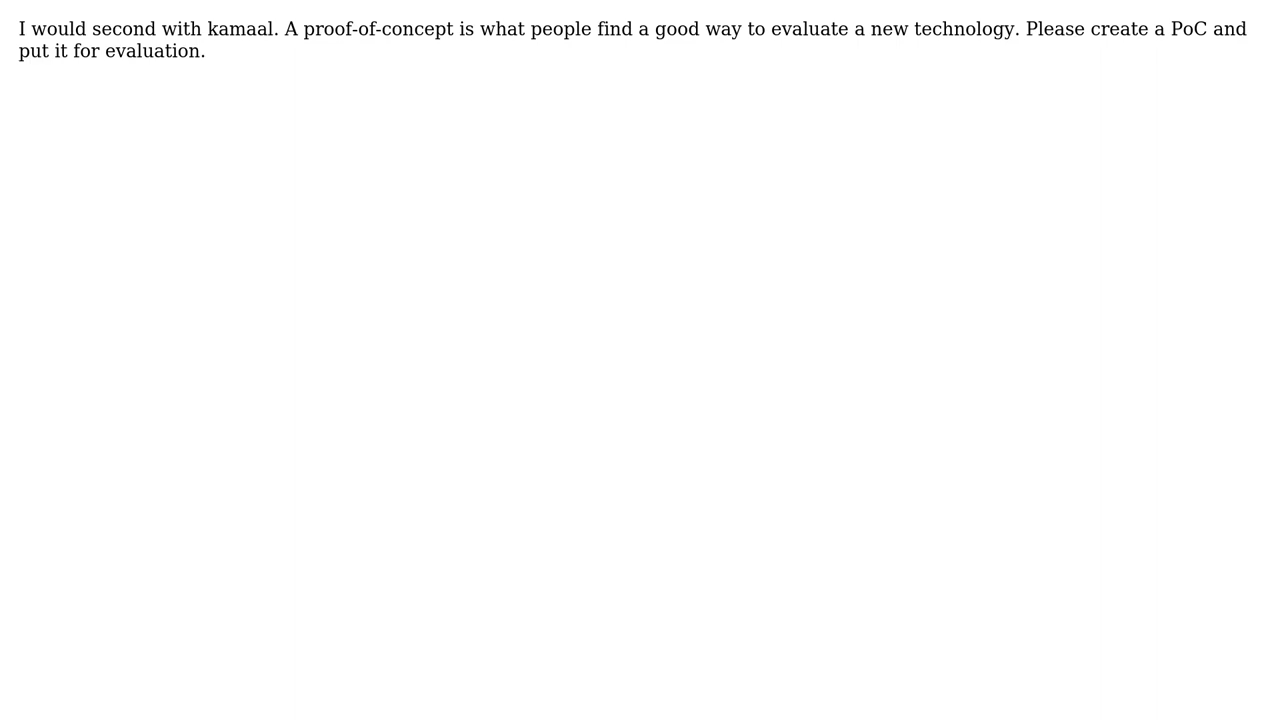 I would second with kamaal. A proof-of-concept is what people find a good way to evaluate a new technology. Please create a PoC and
put it for evaluation.